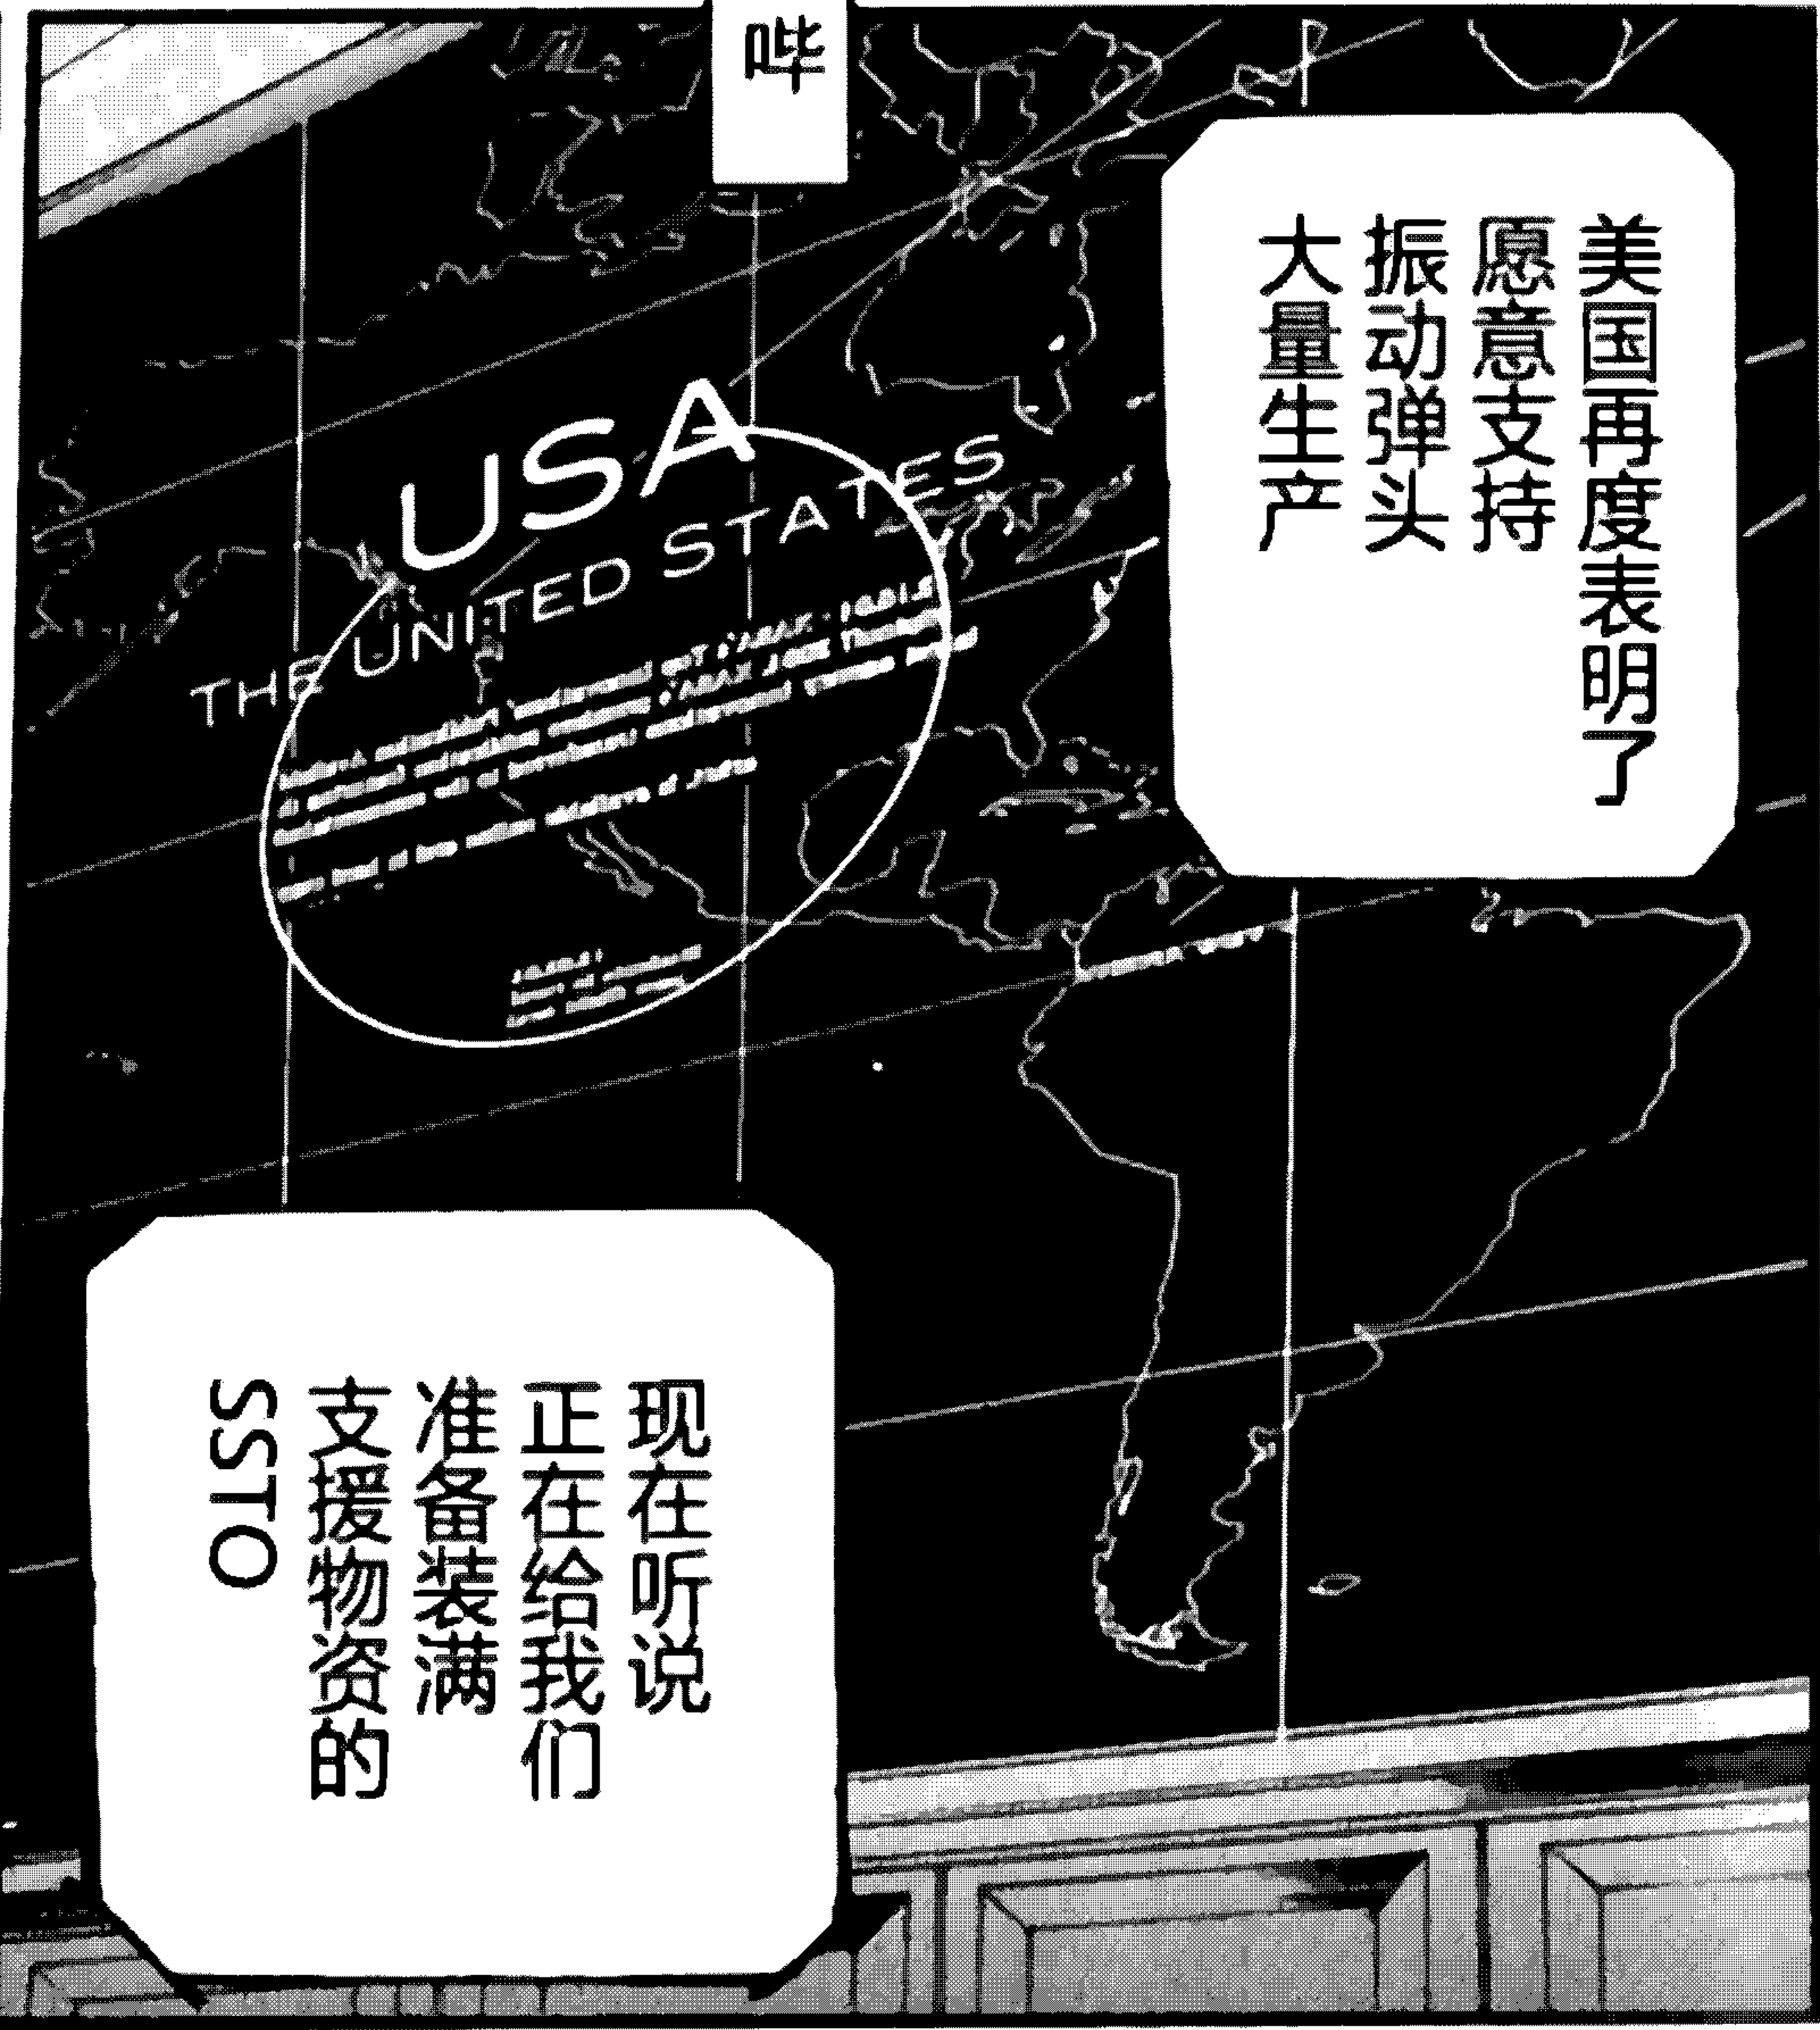 哔
美国再度表明了
愿意支持
振动弹头
大量生产
USA
THE UNITED STATES
现在听说
正在给我们
准备装满
支援物资的
SSTO